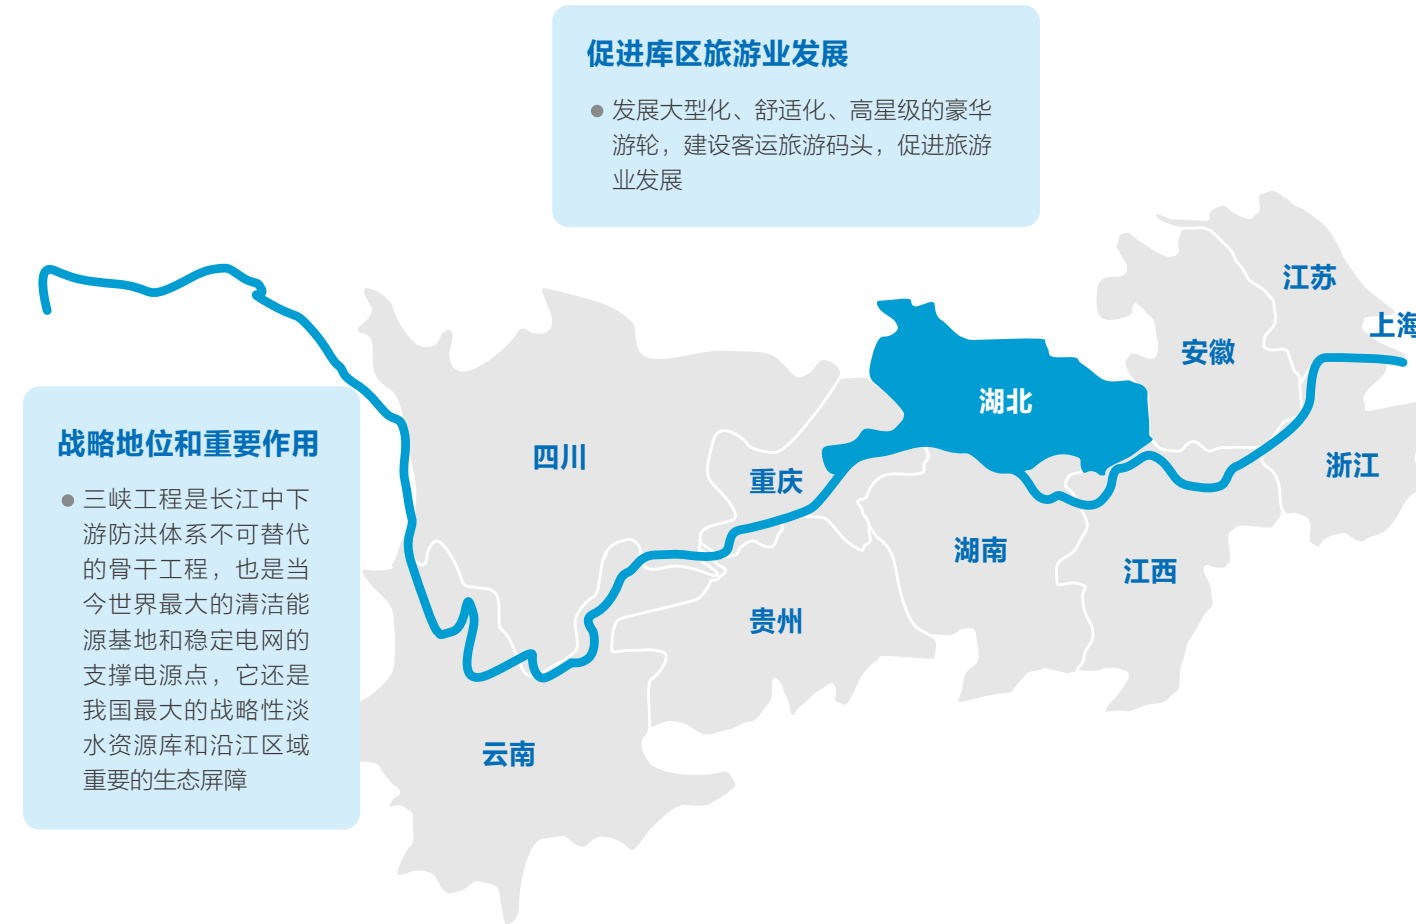 促进库区旅游业发展
● 发展大型化、舒适化、高星级的豪华
游轮，建设客运旅游码头，促进旅游
业发展
江苏
上海
安徽
湖北
战略地位和重要作用
● 三峡工程是长江中下
游防洪体系不可替代
的骨干工程，也是当
今世界最大的清洁能
源基地和稳定电网的
支撑电源点，它还是
我国最大的战略性淡
水资源库和沿江区域
重要的生态屏障
四川
重庆
浙江
湖南
江西
贵州
云南